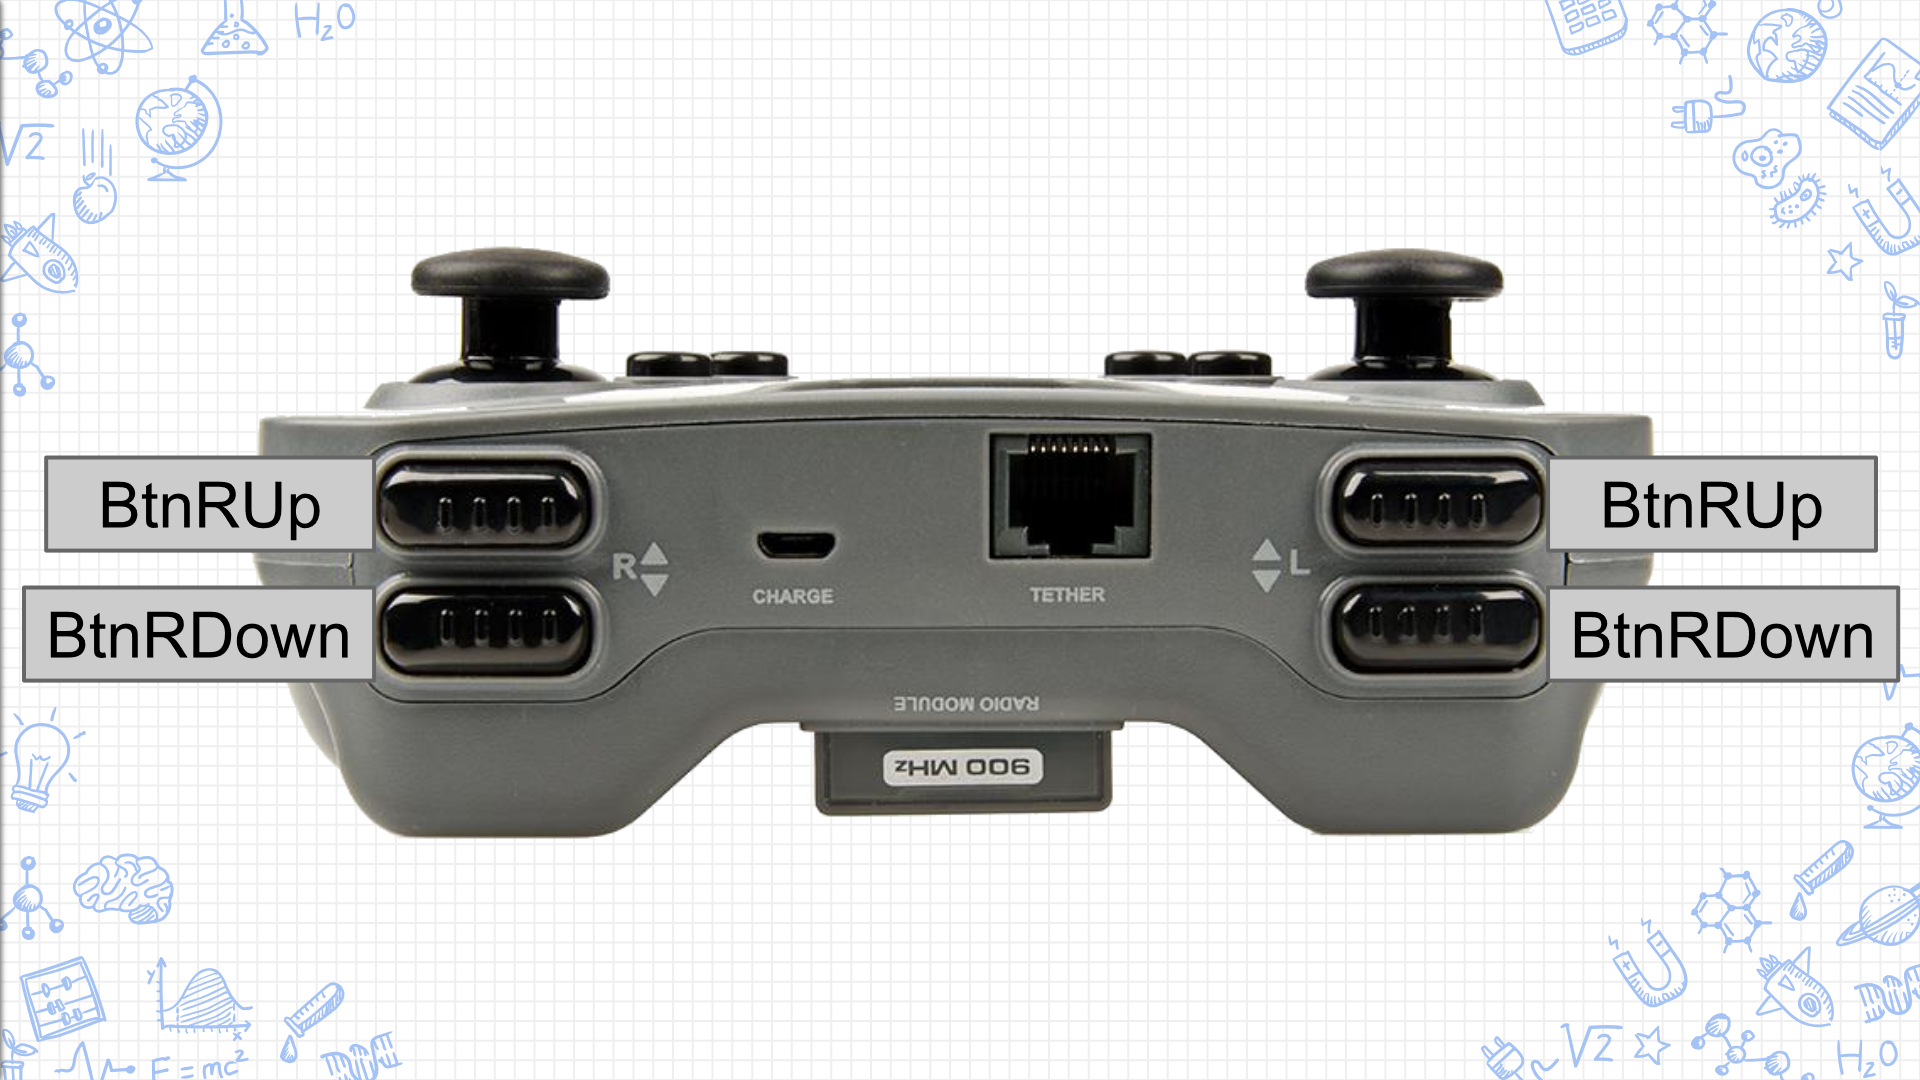 H₂O
√2
BtnRUp
BtnRUp
R
L
CHARGE
TETHER
BtnRDown
BtnRDown
RADIO MODULE
900 MHz
y
x
F = mc²
√2
H₂O